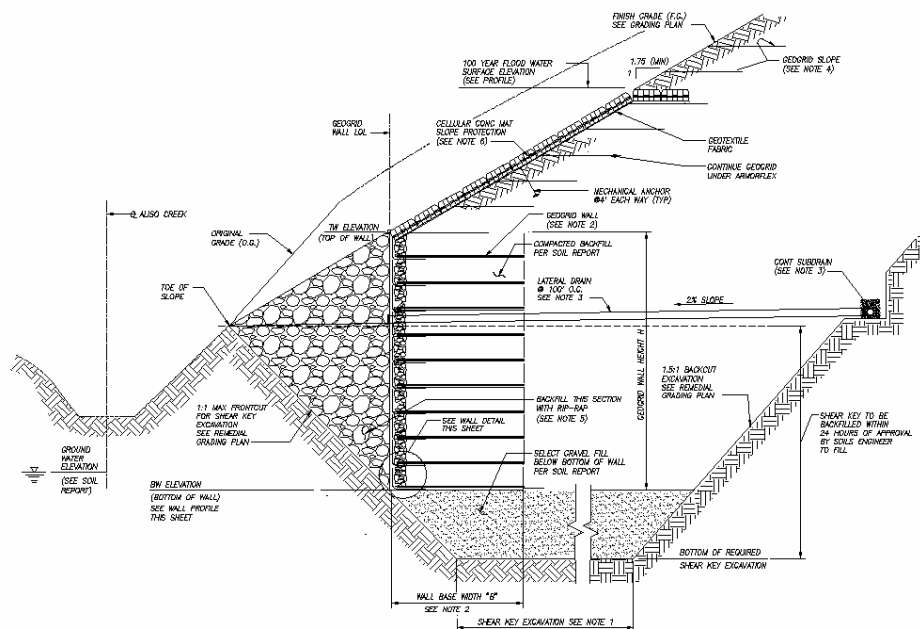 FINISH GRADE (F.G.)
SEE GRADING PLAN
1.75 (MIN)
1
GEOGRID SLOPE
(SEE NOTE 4)
100 YEAR FLOOD WATER
SURFACE ELEVATION
(SEE PROFILE)
GEOGRID
WALL LOL
CELLULAR CONC MAT
SLOPE PROTECTION
(SEE NOTE 6)
GEOTEXTILE
FABRIC
CONTINUE GEOGRID
UNDER ARMORFLEX
MECHANICAL ANCHOR
@4' EACH WAY (TYP)
℄ ALISO CREEK
ORIGINAL
GRADE (O.G.)
TW ELEVATION
(TOP OF WALL)
GEOGRID WALL
(SEE NOTE 2)
COMPACTED BACKFILL
PER SOIL REPORT
CONT SUBDRAIN
(SEE NOTE 3)
TOE OF
SLOPE
LATERAL DRAIN
@ 100' O.C.
SEE NOTE 3
2% SLOPE
GEOGRID WALL HEIGHT H
1:1 MAX FRONTCUT
FOR SHEAR KEY
EXCAVATION
SEE REMEDIAL
GRADING PLAN
BACKFILL THIS SECTION
WITH RIP-RAP
(SEE NOTE 5)
SEE WALL DETAIL
THIS SHEET
1.5:1 BACKCUT
EXCAVATION
SEE REMEDIAL
GRADING PLAN
SHEAR KEY TO BE
BACKFILLED WITHIN
24 HOURS OF APPROVAL
BY SOILS ENGINEER
TO FILL
GROUND
WATER
ELEVATION
(SEE SOIL
REPORT)
SELECT GRAVEL FILL
BELOW BOTTOM OF WALL
PER SOIL REPORT
BW ELEVATION
(BOTTOM OF WALL)
SEE WALL PROFILE
THIS SHEET
BOTTOM OF REQUIRED
SHEAR KEY EXCAVATION
WALL BASE WIDTH "B"
SEE NOTE 2
SHEAR KEY EXCAVATION SEE NOTE 1